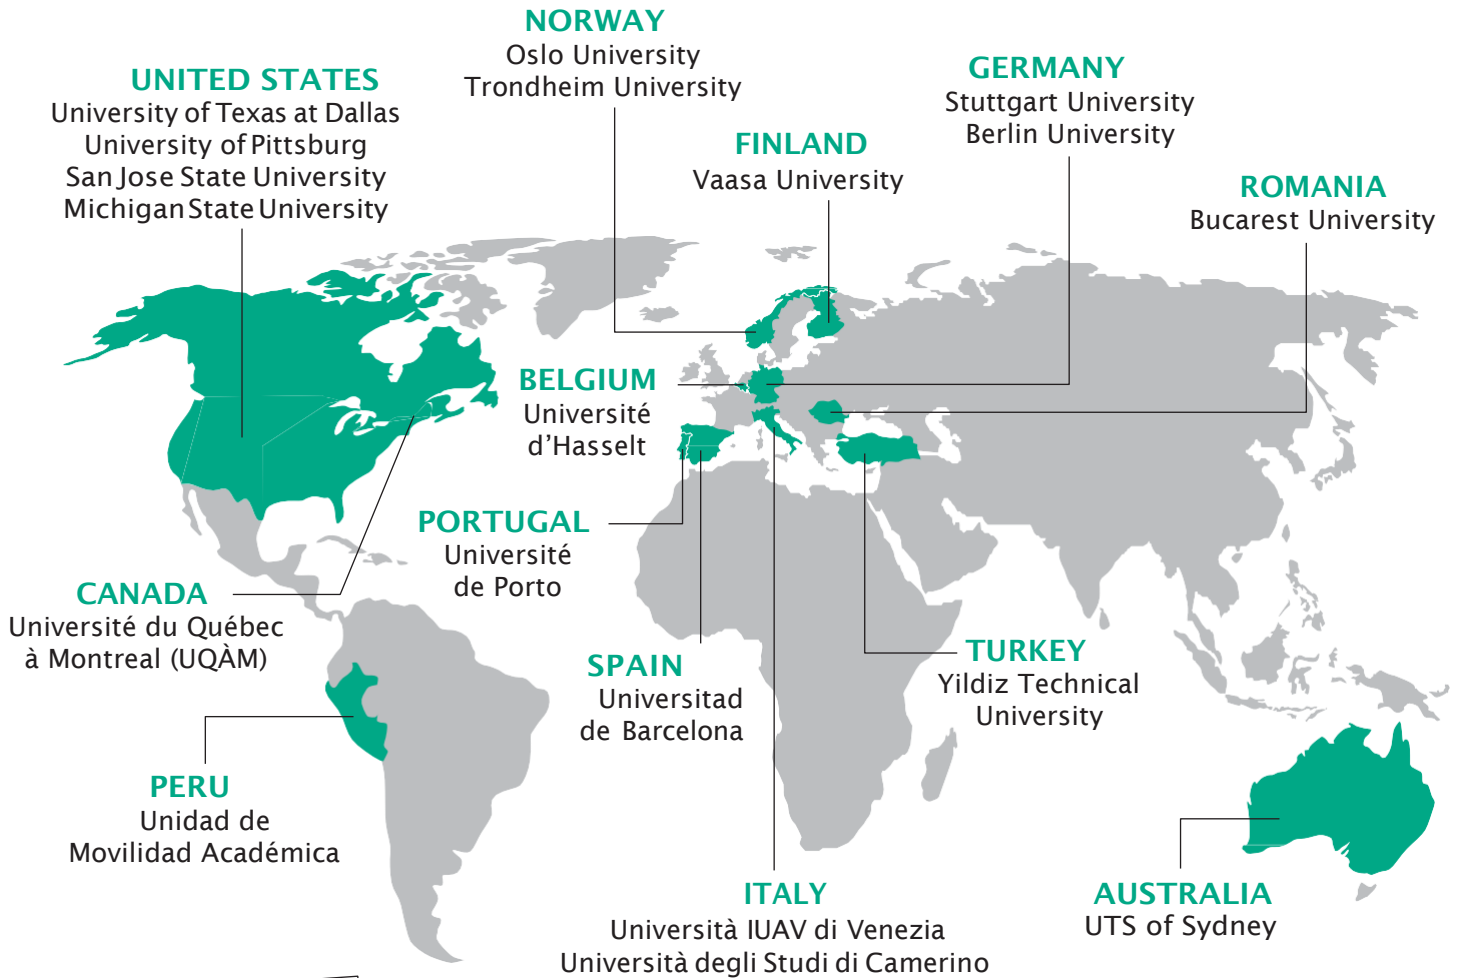 NORWAY
Oslo University
Trondheim University
UNITED STATES
University of Texas at Dallas
University of Pittsburg
San Jose State University
Michigan State University
GERMANY
Stuttgart University
Berlin University
FINLAND
Vaasa University
ROMANIA
Bucarest University
BELGIUM
Université
d'Hasselt
PORTUGAL
Université
de Porto
CANADA
Université du Québec
à Montreal (UQÀM)
SPAIN
Universitad
de Barcelona
TURKEY
Yildiz Technical
University
PERU
Unidad de
Movilidad Académica
ITALY
Università IUAV di Venezia
Università degli Studi di Camerino
AUSTRALIA
UTS of Sydney